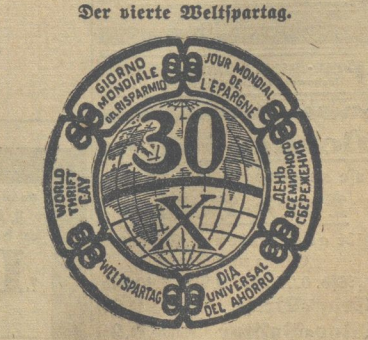 Der vierte Weltspartag.
GIORNO
MONDIALE
DEL RISPARMIO
JOUR MONDIAL
DE
L'EPARGNE
30
X
WORLD
THRIFT
CAY
ДЕНЬ
ВСЕМИРНОГО
СБЕРЕЖЕНИЯ
WELTSPARTAG
DIA
UNIVERSAL
DEL AHORRO